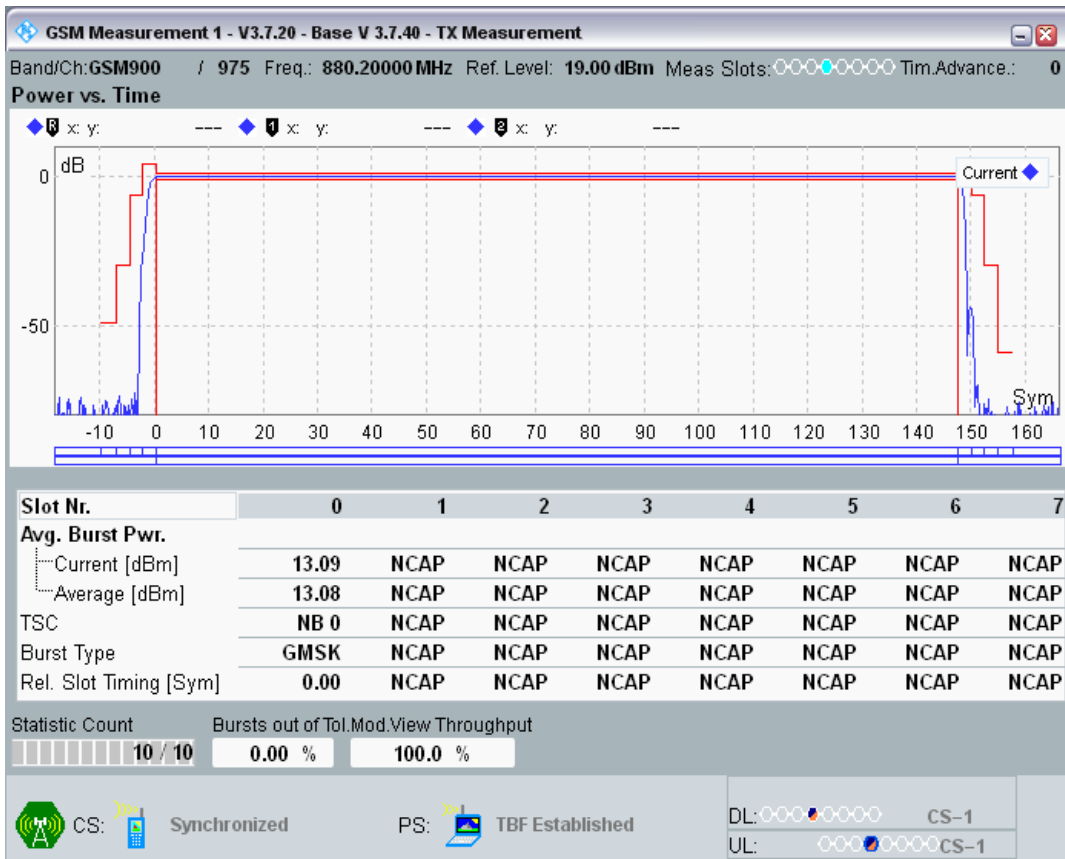 GSM Measurement 1 - V3.7.20 - Base V 3.7.40 - TX Measurement
Band/Ch:GSM900 / 975 Freq.: 880.20000 MHz Ref. Level: 19.00 dBm Meas Slots: Tim.Advance.: 0
Power vs. Time
R x: y: --- 1 x: y: --- 2 x: y: ---
dB
Current
0
-50
Sym
-10 0 10 20 30 40 50 60 70 80 90 100 110 120 130 140 150 160
Slot Nr. 0 1 2 3 4 5 6 7
Avg. Burst Pwr.
Current [dBm] 13.09 NCAP NCAP NCAP NCAP NCAP NCAP NCAP
Average [dBm] 13.08 NCAP NCAP NCAP NCAP NCAP NCAP NCAP
TSC NB 0 NCAP NCAP NCAP NCAP NCAP NCAP NCAP
Burst Type GMSK NCAP NCAP NCAP NCAP NCAP NCAP NCAP
Rel. Slot Timing [Sym] 0.00 NCAP NCAP NCAP NCAP NCAP NCAP NCAP
Statistic Count Bursts out of Tol.Mod.View Throughput
10 / 10 0.00 % 100.0 %
CS: Synchronized PS: TBF Established DL: CS-1
UL: CS-1